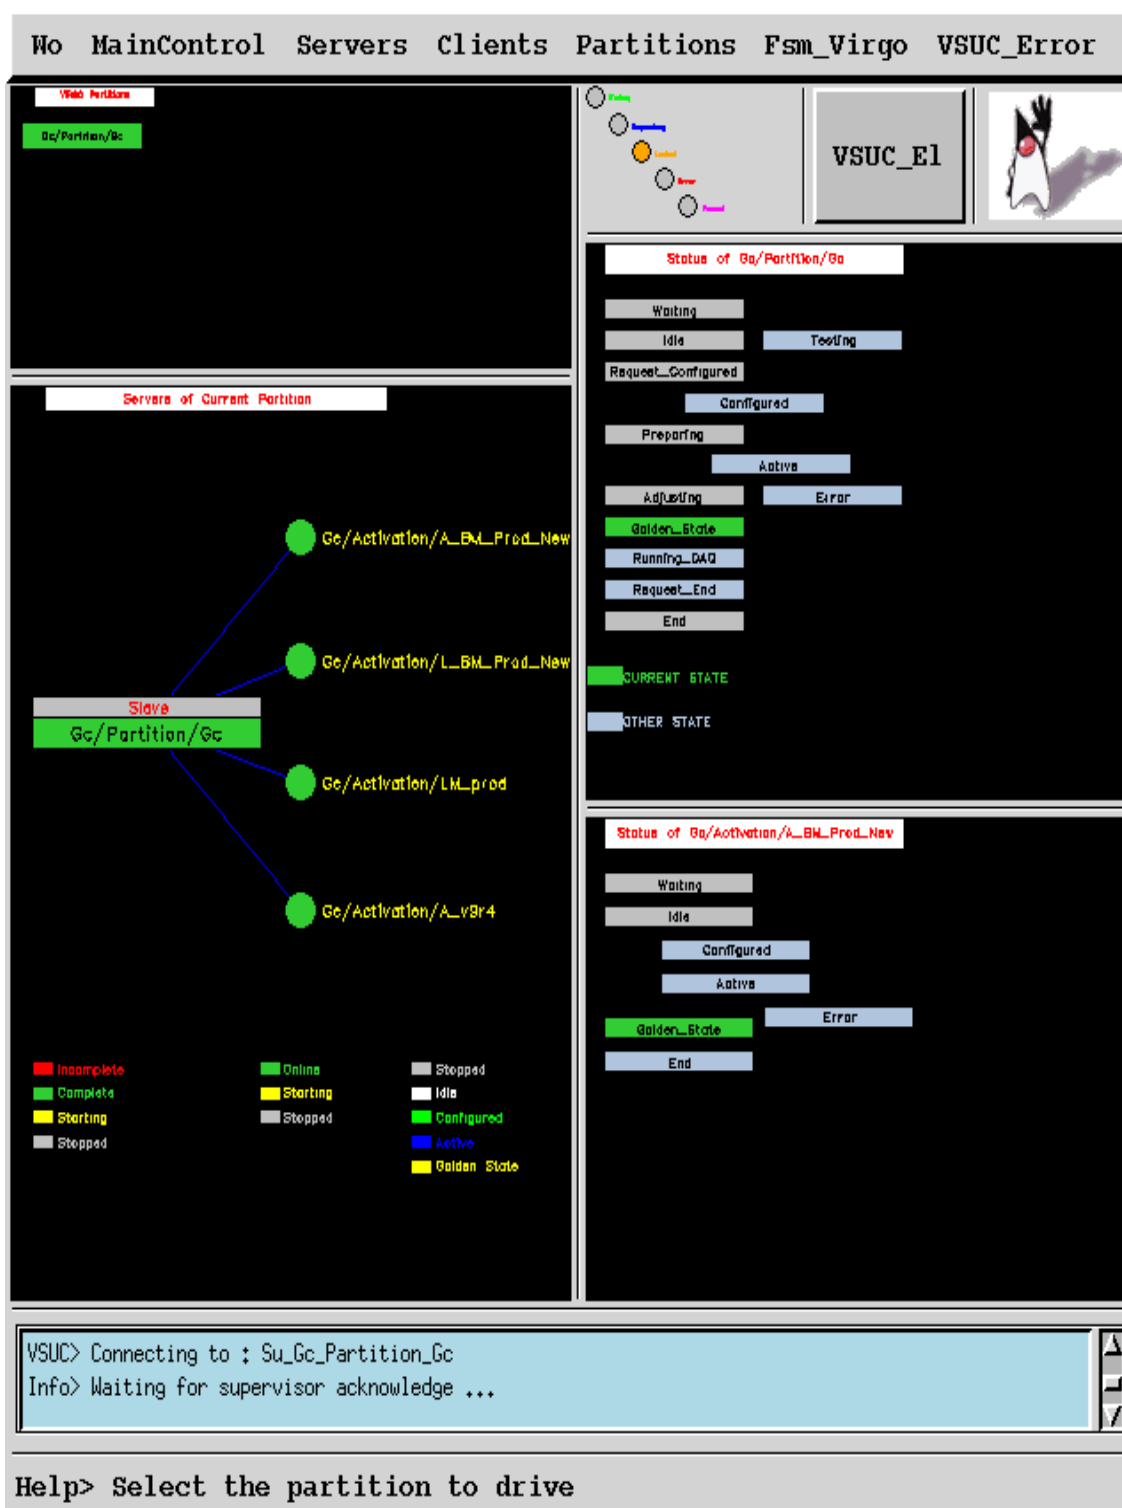 Wo MainControl Servers Clients Partitions Fsm_Virgo VSUC_Error
Partitions
Gc/Partition/Gc
VSUC_El
Servers of Current Partition
Gc/Activation/A_BM_Prod_New
Gc/Activation/L_BM_Prod_New
Slave
Gc/Partition/Gc
Gc/Activation/LM_prod
Gc/Activation/A_v9r4
Incomplete Online Stopped
Complete Starting Idle
Starting Stopped Configured
Stopped Active
Golden State
Status of Gc/Partition/Gc
Waiting
Idle Testing
Request_Configured
Configured
Preparing
Active
Adjusting Error
Golden_State
Running_DAQ
Request_End
End
CURRENT STATE
OTHER STATE
Status of Gc/Activation/A_BM_Prod_New
Waiting
Idle
Configured
Active
Error
Golden_State
End
VSUC> Connecting to : Su_Gc_Partition_Gc
Info> Waiting for supervisor acknowledge ...
Help> Select the partition to drive